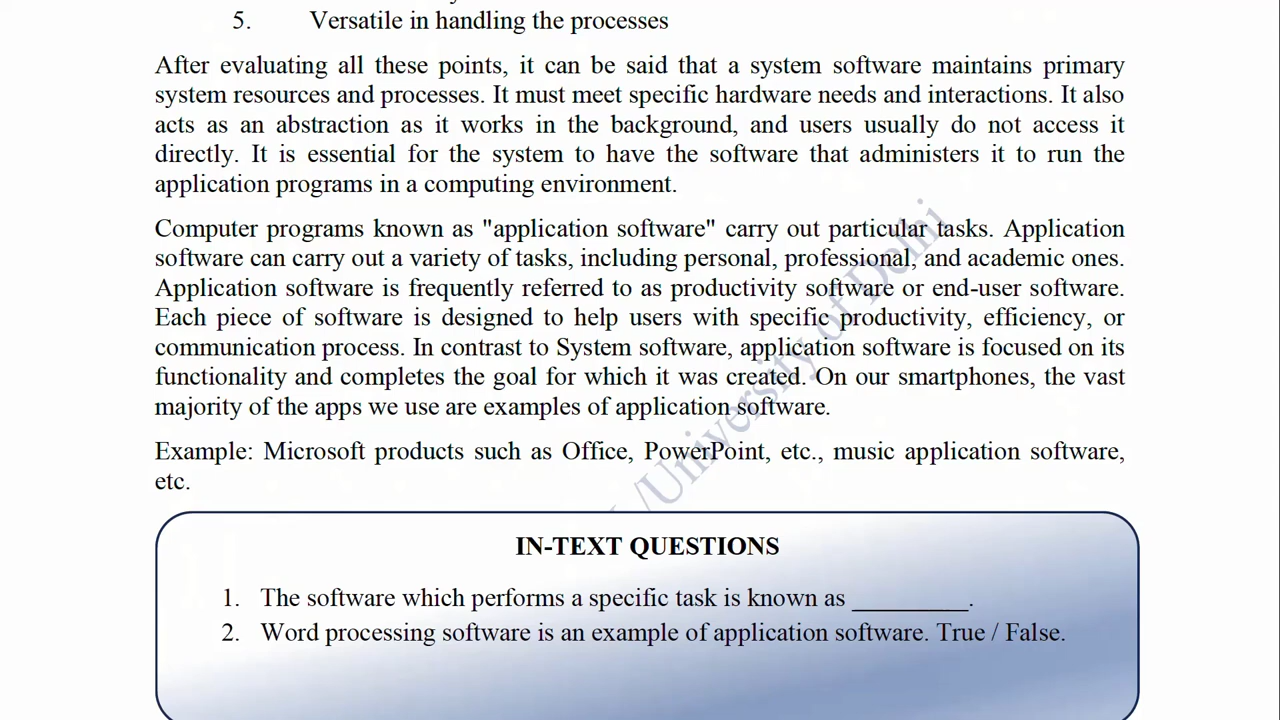 5. Versatile in handling the processes
After evaluating all these points, it can be said that a system software maintains primary
system resources and processes. It must meet specific hardware needs and interactions. It also
acts as an abstraction as it works in the background, and users usually do not access it
directly. It is essential for the system to have the software that administers it to run the
application programs in a computing environment.
Computer programs known as "application software" carry out particular tasks. Application
software can carry out a variety of tasks, including personal, professional, and academic ones.
Application software is frequently referred to as productivity software or end-user software.
Each piece of software is designed to help users with specific productivity, efficiency, or
communication process. In contrast to System software, application software is focused on its
functionality and completes the goal for which it was created. On our smartphones, the vast
majority of the apps we use are examples of application software.
Example: Microsoft products such as Office, PowerPoint, etc., music application software,
etc.
/University of Delhi
IN-TEXT QUESTIONS
1. The software which performs a specific task is known as _________.
2. Word processing software is an example of application software. True / False.